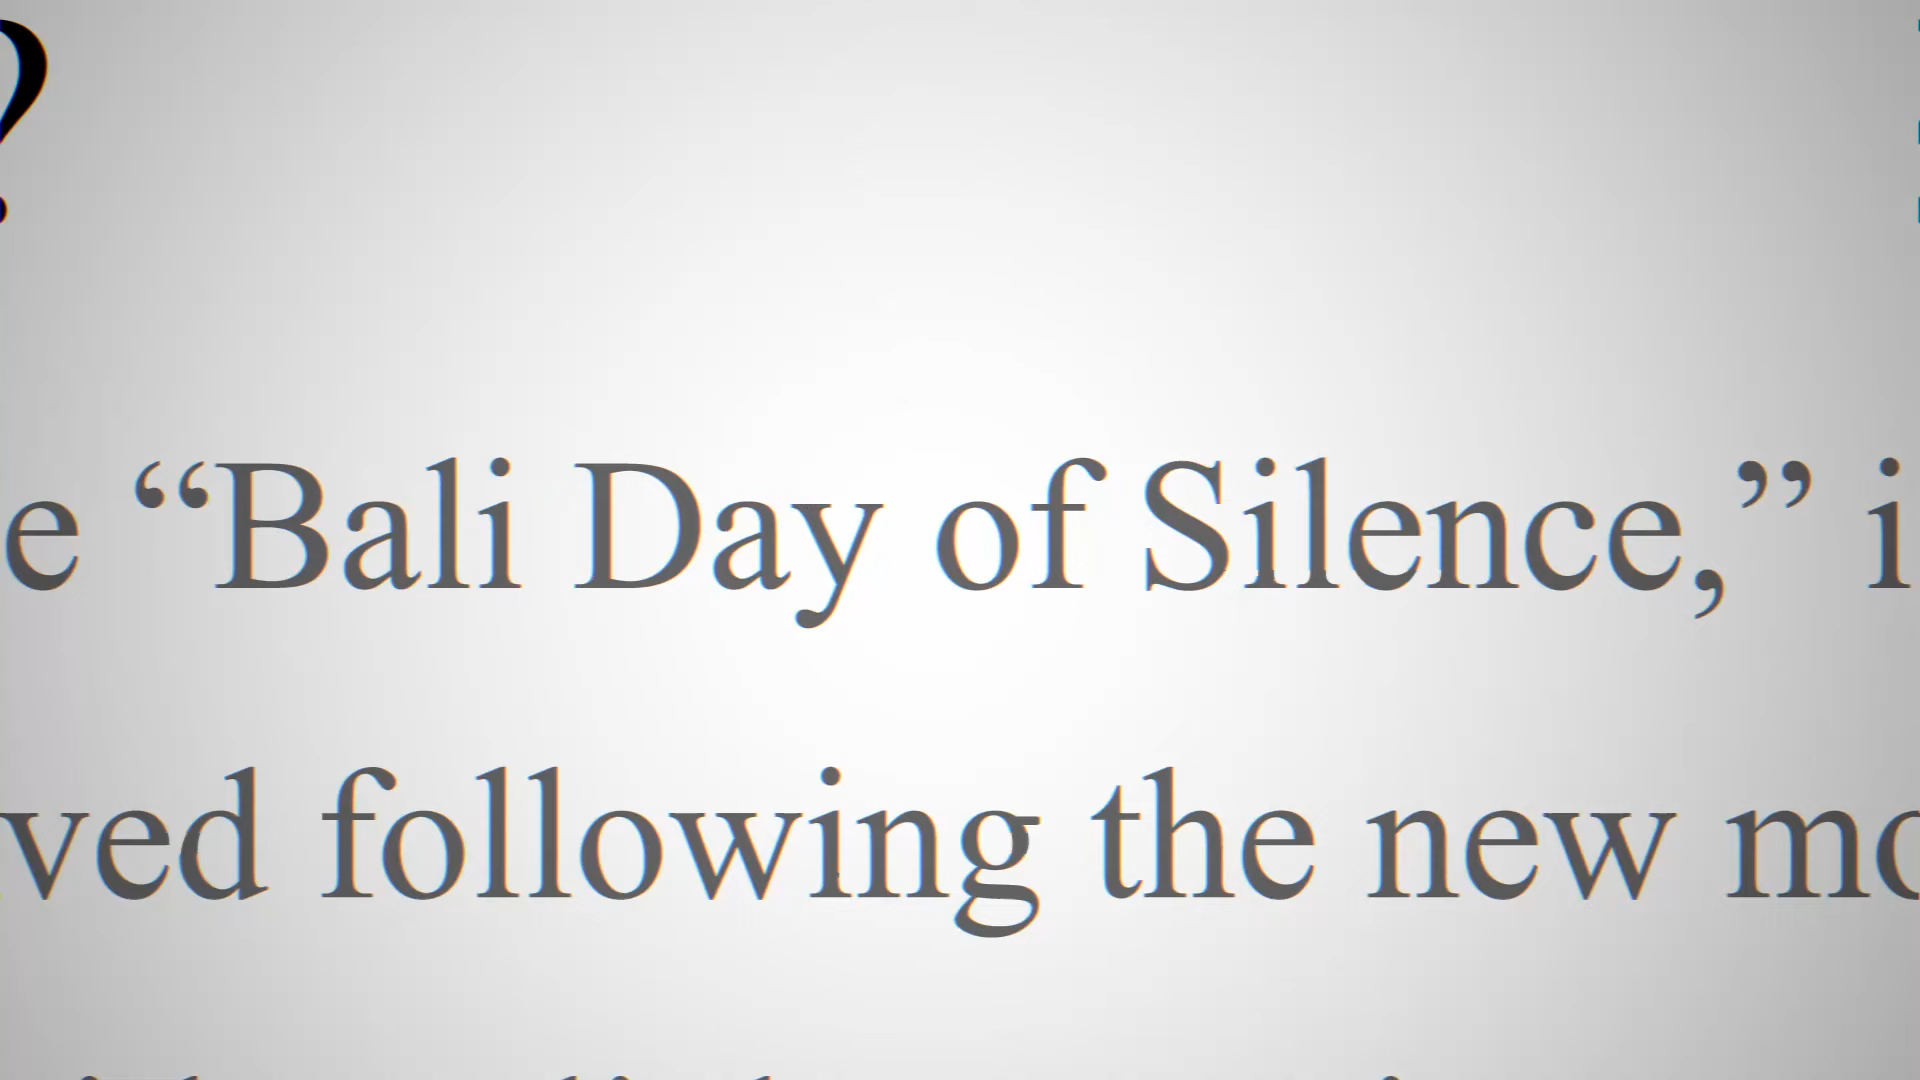 ?
e “Bali Day of Silence,” i
ved following the new mo